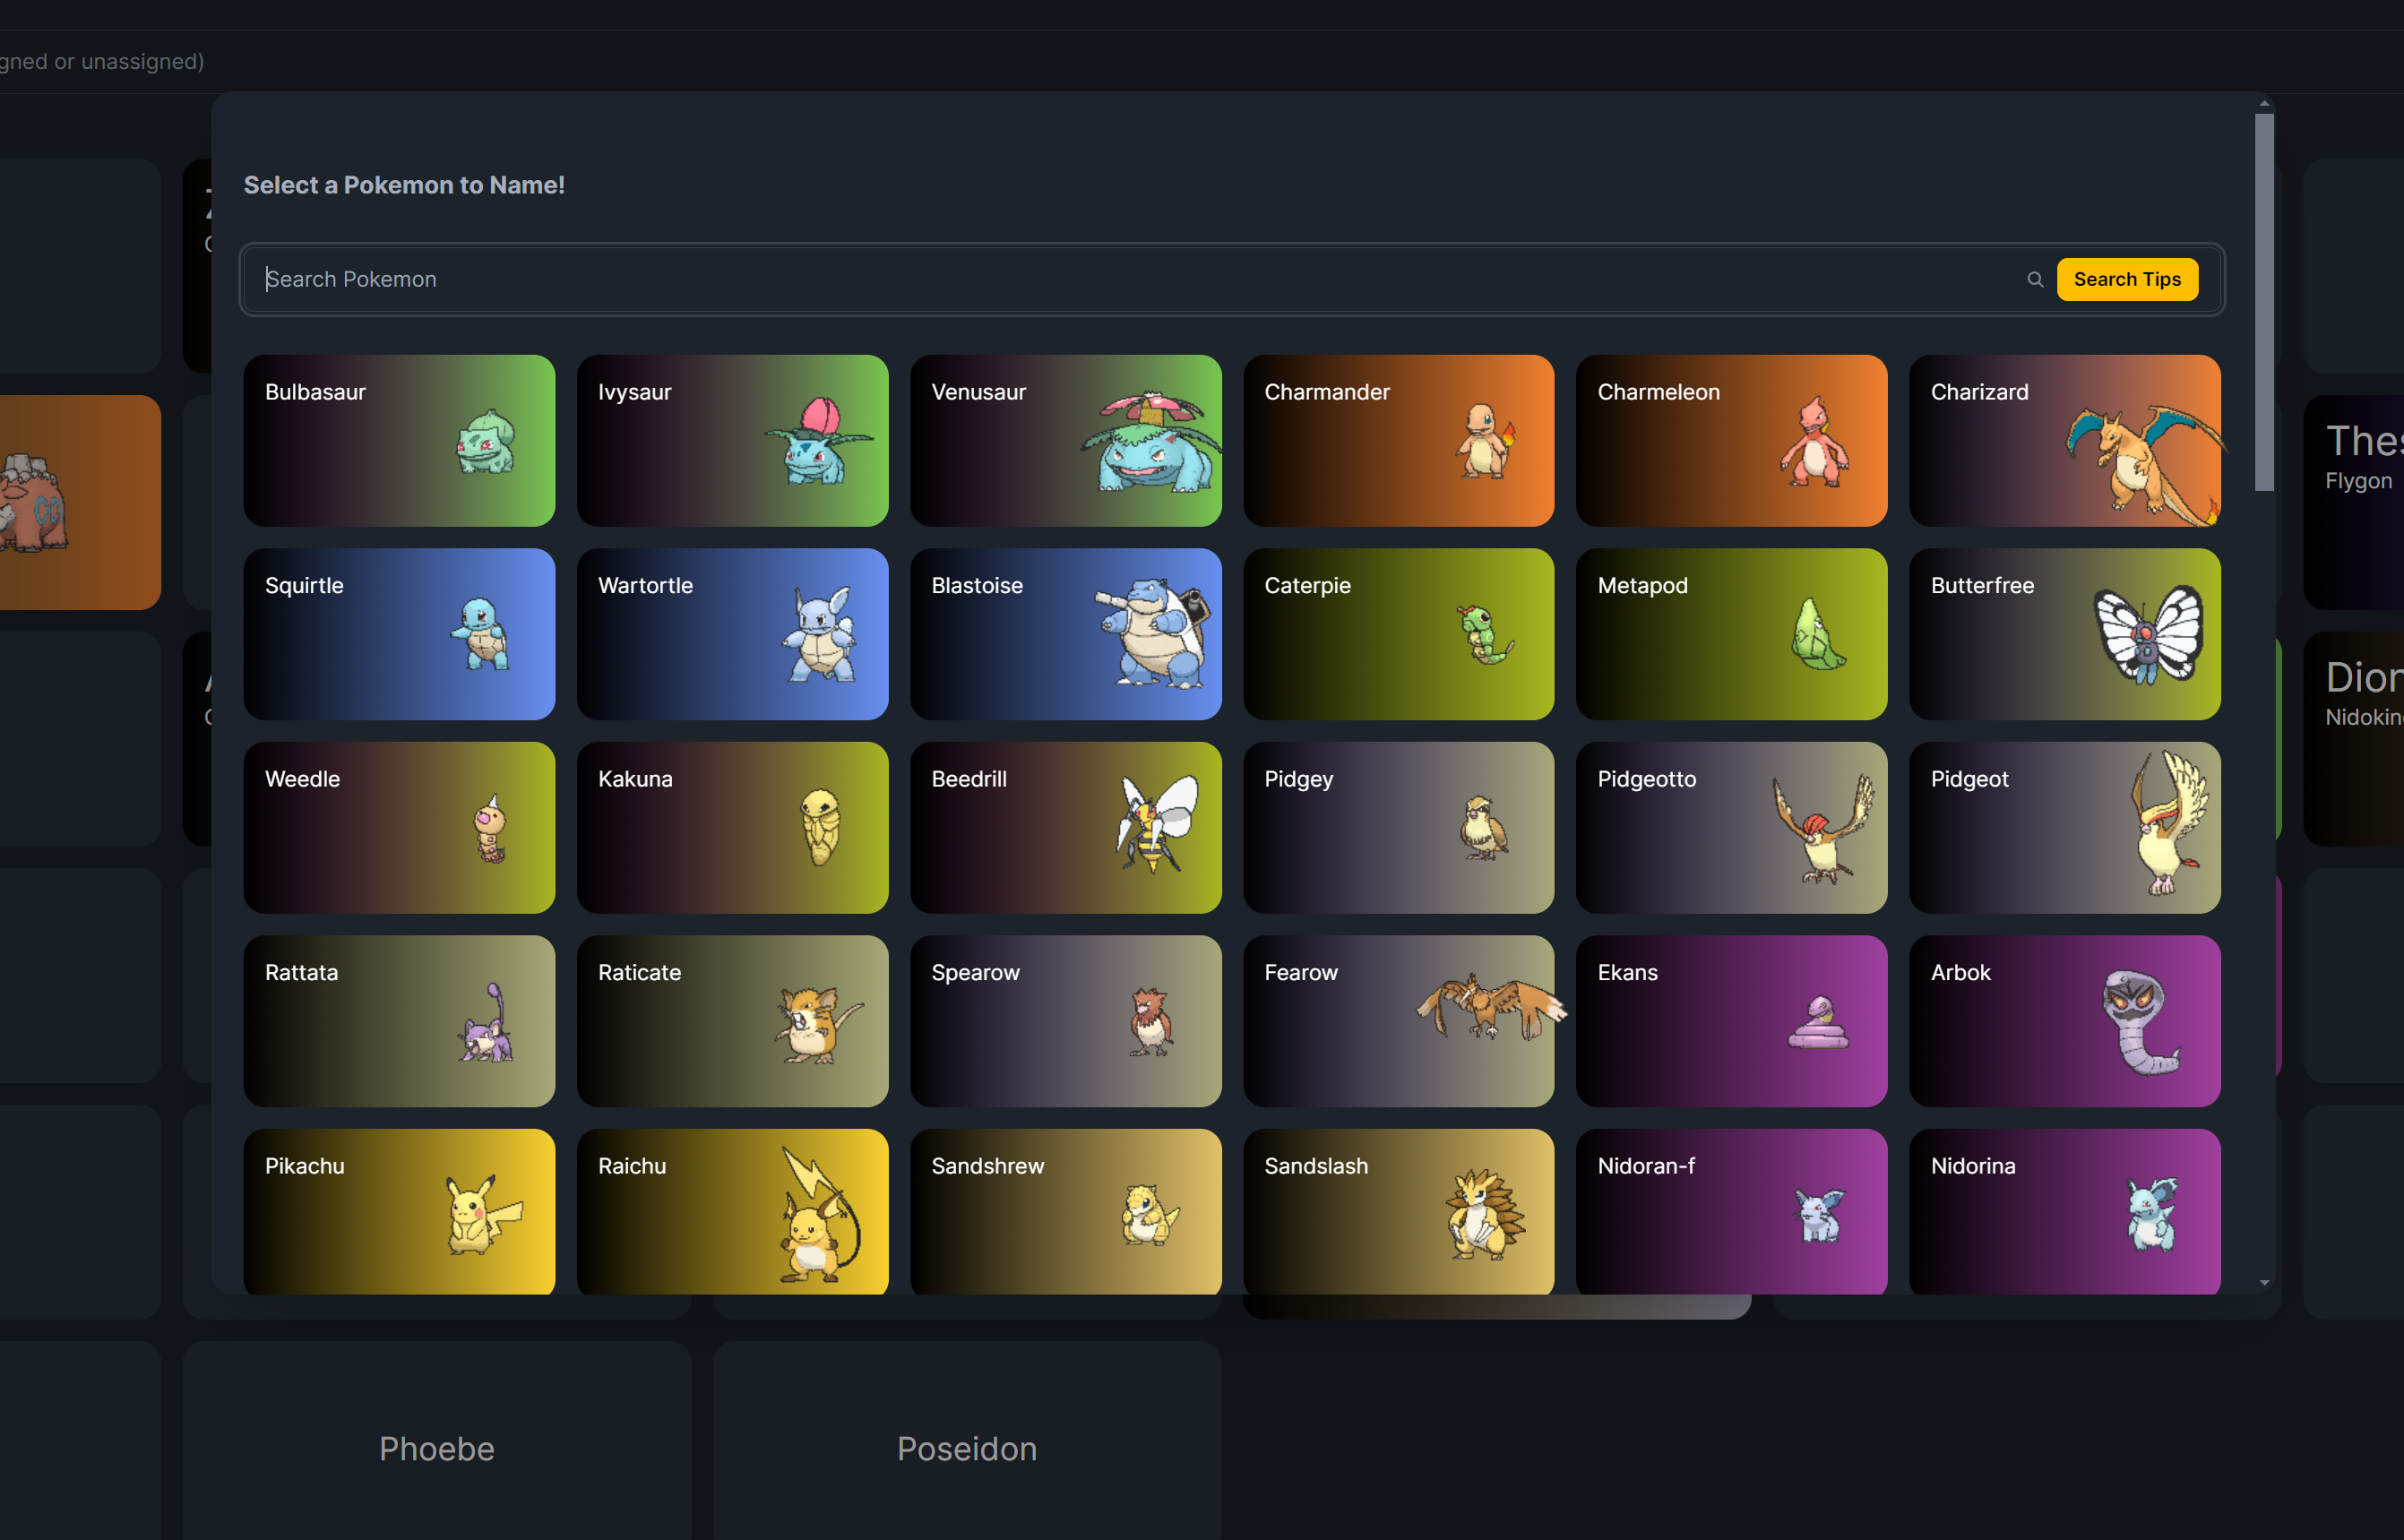 gned or unassigned)
Select a Pokemon to Name!
Search Pokemon
Search Tips
Bulbasaur
Ivysaur
Venusaur
Charmander
Charmeleon
Charizard
Squirtle
Wartortle
Blastoise
Caterpie
Metapod
Butterfree
Weedle
Kakuna
Beedrill
Pidgey
Pidgeotto
Pidgeot
Rattata
Raticate
Spearow
Fearow
Ekans
Arbok
Pikachu
Raichu
Sandshrew
Sandslash
Nidoran-f
Nidorina
Thes
Flygon
Dion
Nidokin
Phoebe
Poseidon